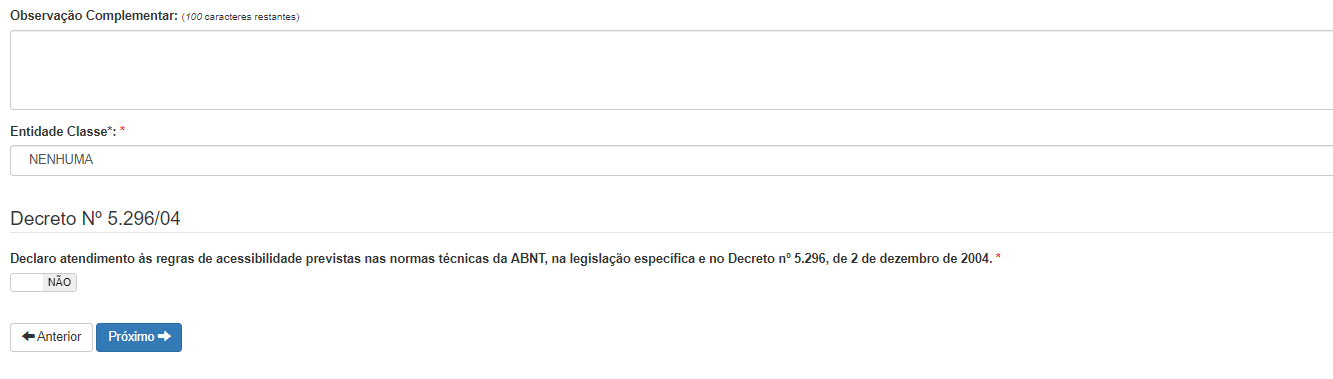 Observação Complementar: (100 caracteres restantes)
Entidade Classe*: *
NENHUMA
Decreto Nº 5.296/04
Declaro atendimento às regras de acessibilidade previstas nas normas técnicas da ABNT, na legislação específica e no Decreto nº 5.296, de 2 de dezembro de 2004. *
NÃO
Anterior Próximo